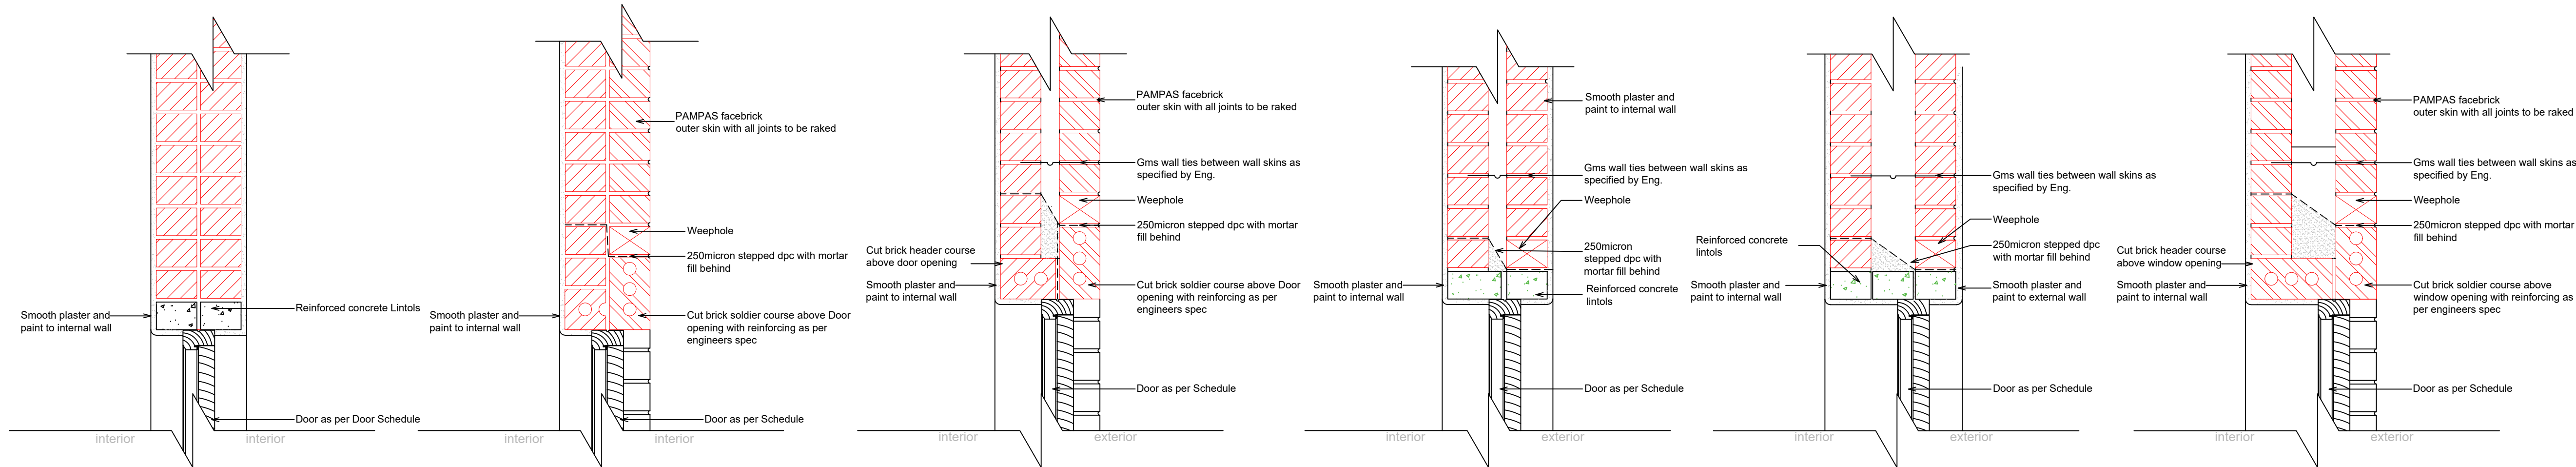 Smooth plaster and
paint to internal wall
Reinforced concrete Lintols
Door as per Door Schedule
interior
interior
PAMPAS facebrick
outer skin with all joints to be raked
Weephole
250micron stepped dpc with mortar
fill behind
Smooth plaster and
paint to internal wall
Cut brick soldier course above Door
opening with reinforcing as per
engineers spec
Door as per Schedule
interior
interior
PAMPAS facebrick
outer skin with all joints to be raked
Gms wall ties between wall skins as
specified by Eng.
Weephole
250micron stepped dpc with mortar
fill behind
Cut brick header course
above door opening
Smooth plaster and
paint to internal wall
Cut brick soldier course above Door
opening with reinforcing as per
engineers spec
Door as per Schedule
interior
exterior
Smooth plaster and
paint to internal wall
Gms wall ties between wall skins as
specified by Eng.
Weephole
250micron
stepped dpc with
mortar fill behind
Smooth plaster and
paint to internal wall
Reinforced concrete
lintols
Door as per Schedule
interior
exterior
Gms wall ties between wall skins as
specified by Eng.
Weephole
Reinforced concrete
lintols
250micron stepped dpc
with mortar fill behind
Smooth plaster and
paint to internal wall
Smooth plaster and
paint to external wall
Door as per Schedule
interior
exterior
PAMPAS facebrick
outer skin with all joints to be raked
Gms wall ties between wall skins as
specified by Eng.
Weephole
250micron stepped dpc with mortar
fill behind
Cut brick header course
above window opening
Smooth plaster and
paint to internal wall
Cut brick soldier course above
window opening with reinforcing as
per engineers spec
Door as per Schedule
interior
exterior